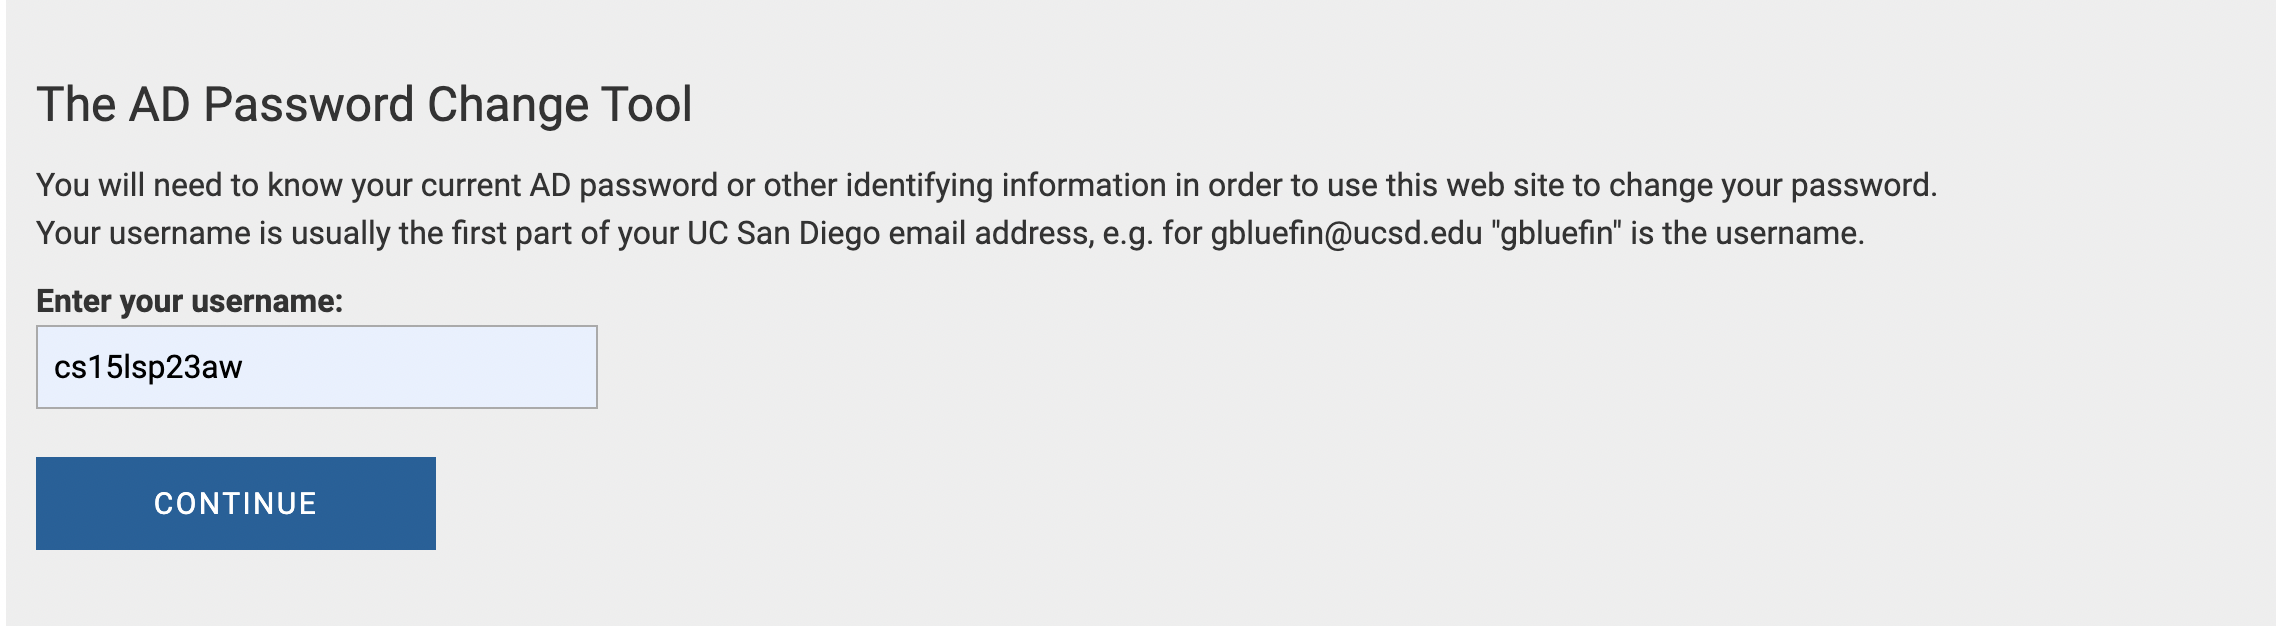 The AD Password Change Tool
You will need to know your current AD password or other identifying information in order to use this web site to change your password.
Your username is usually the first part of your UC San Diego email address, e.g. for gbluefin@ucsd.edu "gbluefin" is the username.
Enter your username:
cs15lsp23aw
CONTINUE